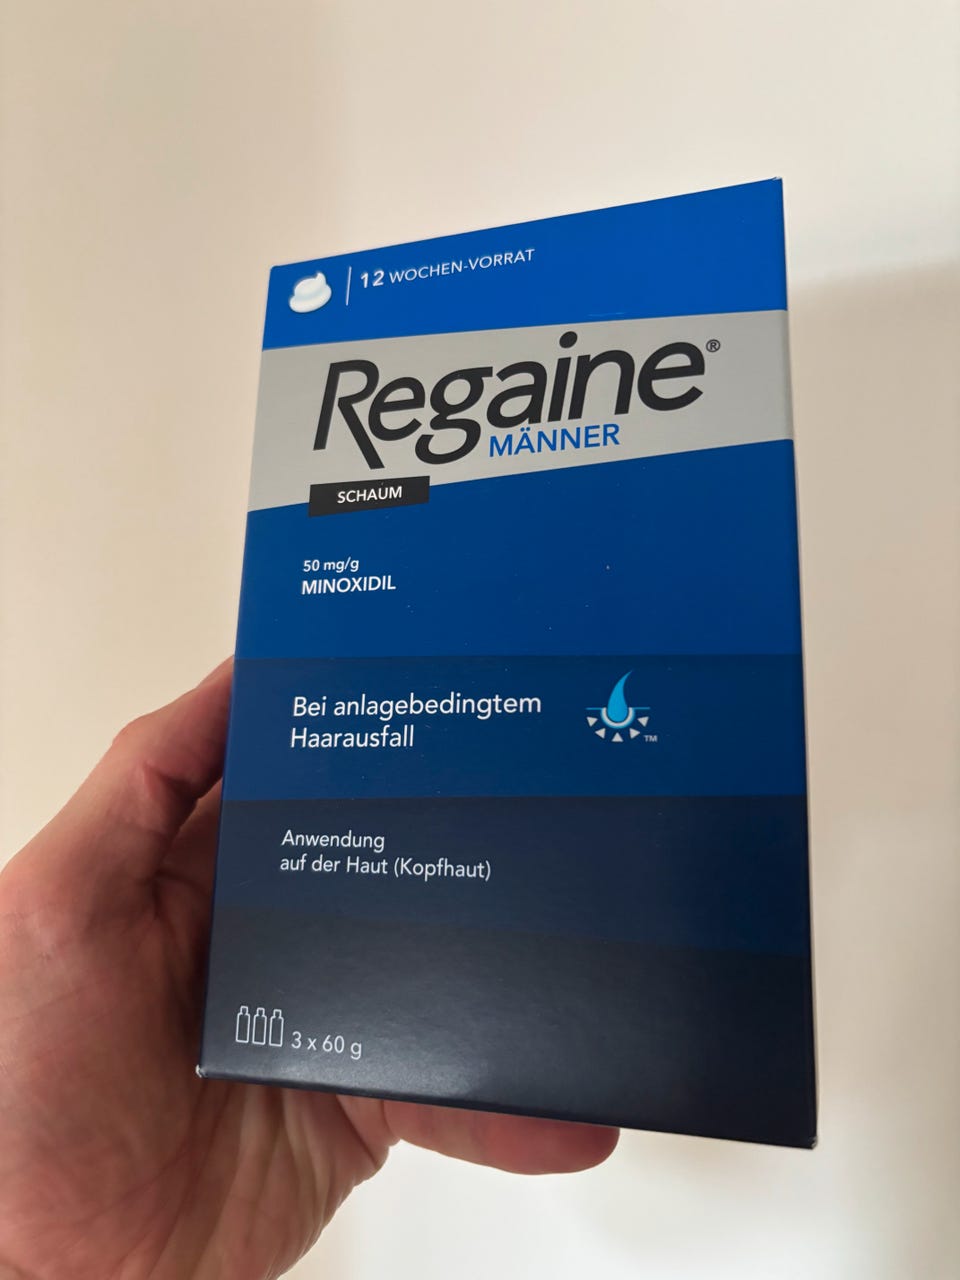 12 WOCHEN-VORRAT
Regaine®
MÄNNER
SCHAUM
50 mg/g
MINOXIDIL
Bei anlagebedingtem
Haarausfall
™
Anwendung
auf der Haut (Kopfhaut)
3 x 60 g